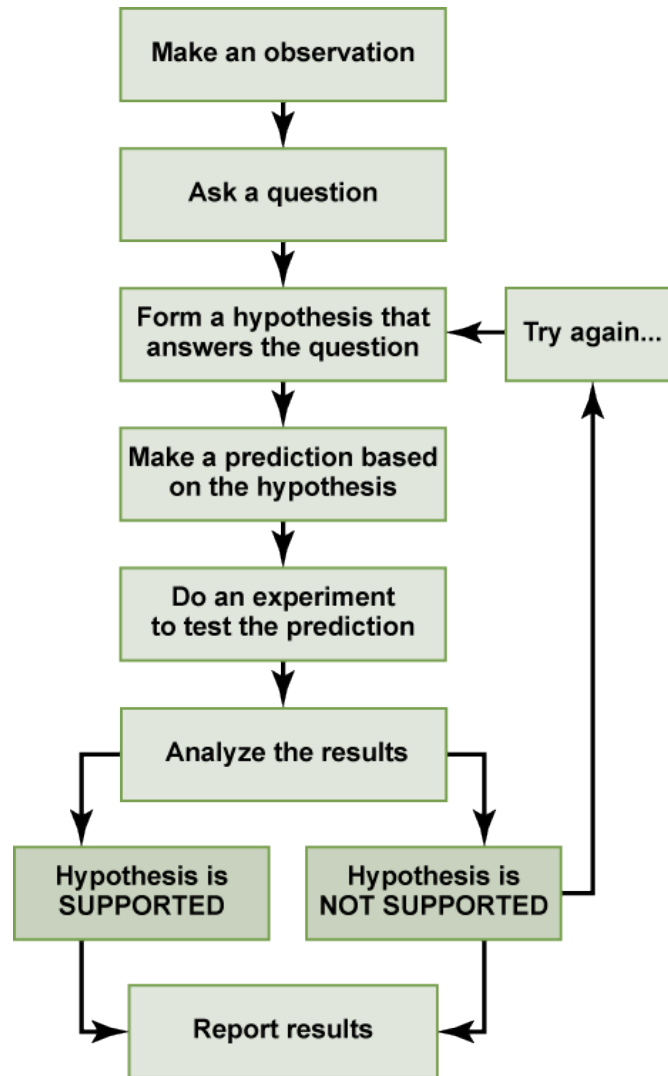 Make an observation
Ask a question
Form a hypothesis that
answers the question
Try again...
Make a prediction based
on the hypothesis
Do an experiment
to test the prediction
Analyze the results
Hypothesis is
SUPPORTED
Hypothesis is
NOT SUPPORTED
Report results